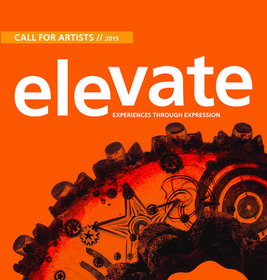 CALL FOR ARTISTS // 2015
elevate
EXPERIENCES THROUGH EXPRESSION